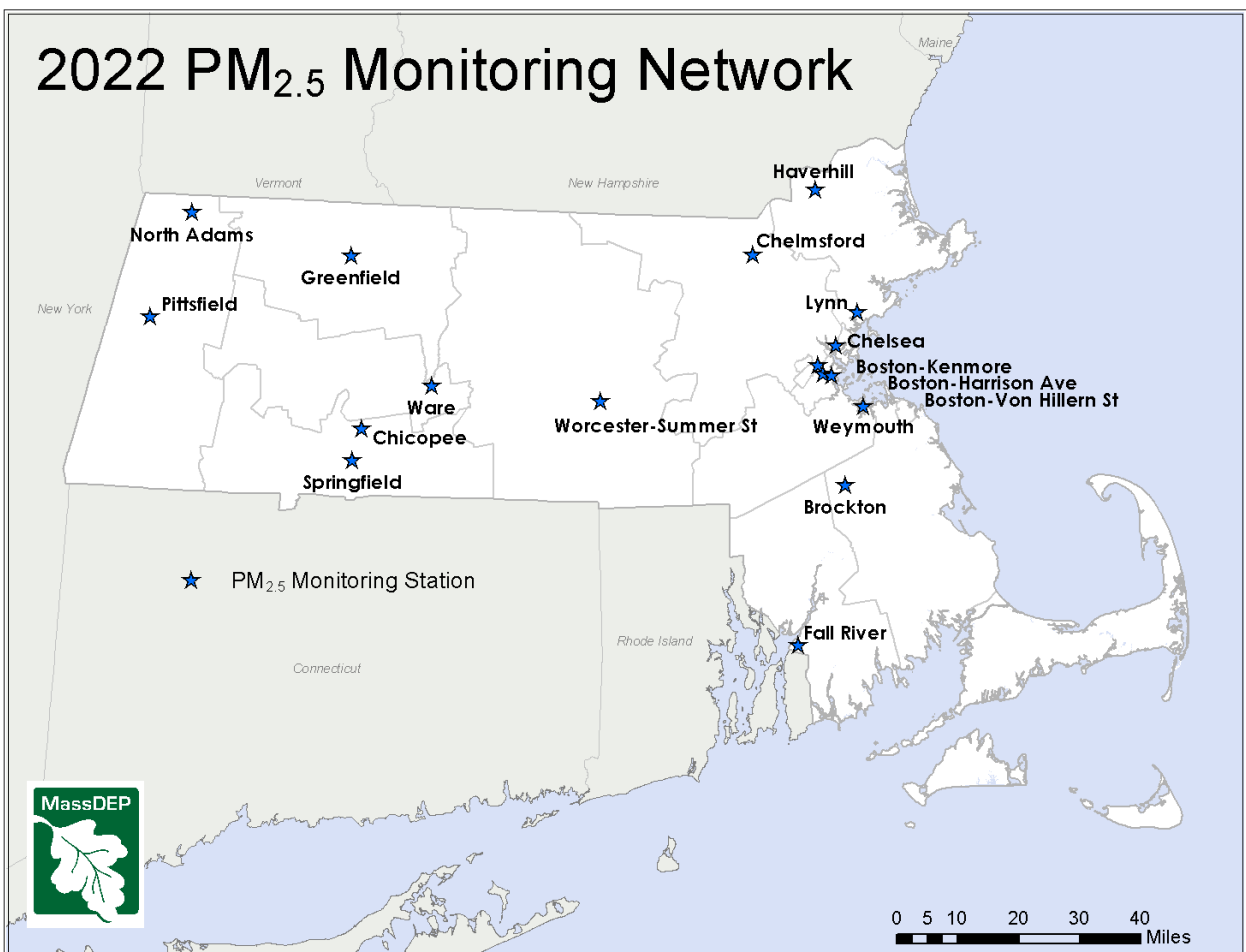 2022 PM2.5 Monitoring Network
Maine
Vermont
New Hampshire
Haverhill
North Adams
Chelmsford
Greenfield
New York
Pittsfield
Lynn
Chelsea
Boston-Kenmore
Boston-Harrison Ave
Boston-Von Hillern St
Ware
Worcester-Summer St
Weymouth
Chicopee
Springfield
Brockton
PM2.5 Monitoring Station
Fall River
Rhode Island
Connecticut
MassDEP
0 5 10 20 30 40
Miles